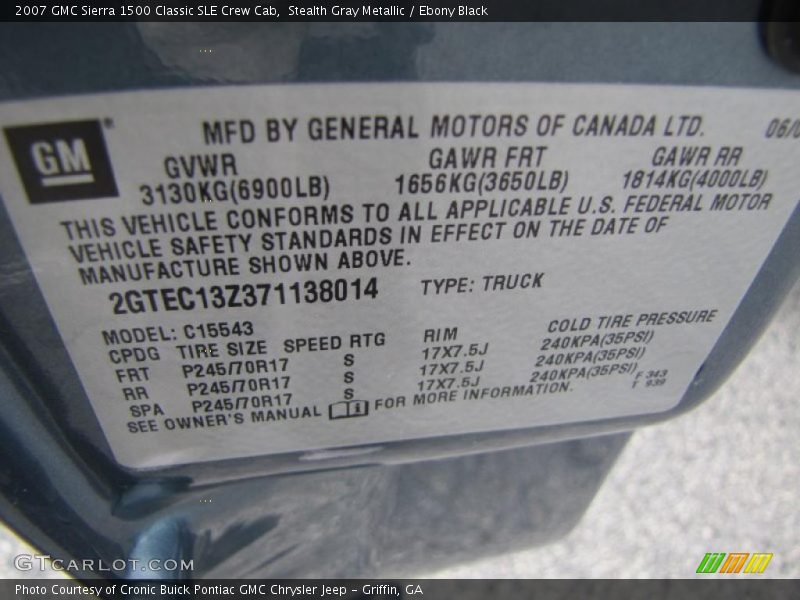 2007 GMC Sierra 1500 Classic SLE Crew Cab,  Stealth Gray Metallic / Ebony Black
GM
MFD BY GENERAL MOTORS OF CANADA LTD.
GVWR GAWR FRT GAWR RR
3130KG(6900LB) 1656KG(3650LB) 1814KG(4000LB)
THIS VEHICLE CONFORMS TO ALL APPLICABLE U.S. FEDERAL MOTOR
VEHICLE SAFETY STANDARDS IN EFFECT ON THE DATE OF
MANUFACTURE SHOWN ABOVE.
2GTEC13Z371138014 TYPE: TRUCK
MODEL: C15543
CPDG TIRE SIZE SPEED RTG RIM COLD TIRE PRESSURE
FRT P245/70R17 S 17X7.5J 240KPA(35PSI)
RR P245/70R17 S 17X7.5J 240KPA(35PSI)
SPA P245/70R17 S 17X7.5J 240KPA(35PSI)
SEE OWNER'S MANUAL FOR MORE INFORMATION.
F 343
T 939
GTCARLOT.COM
Photo Courtesy of Cronic Buick Pontiac GMC Chrysler Jeep – Griffin, GA